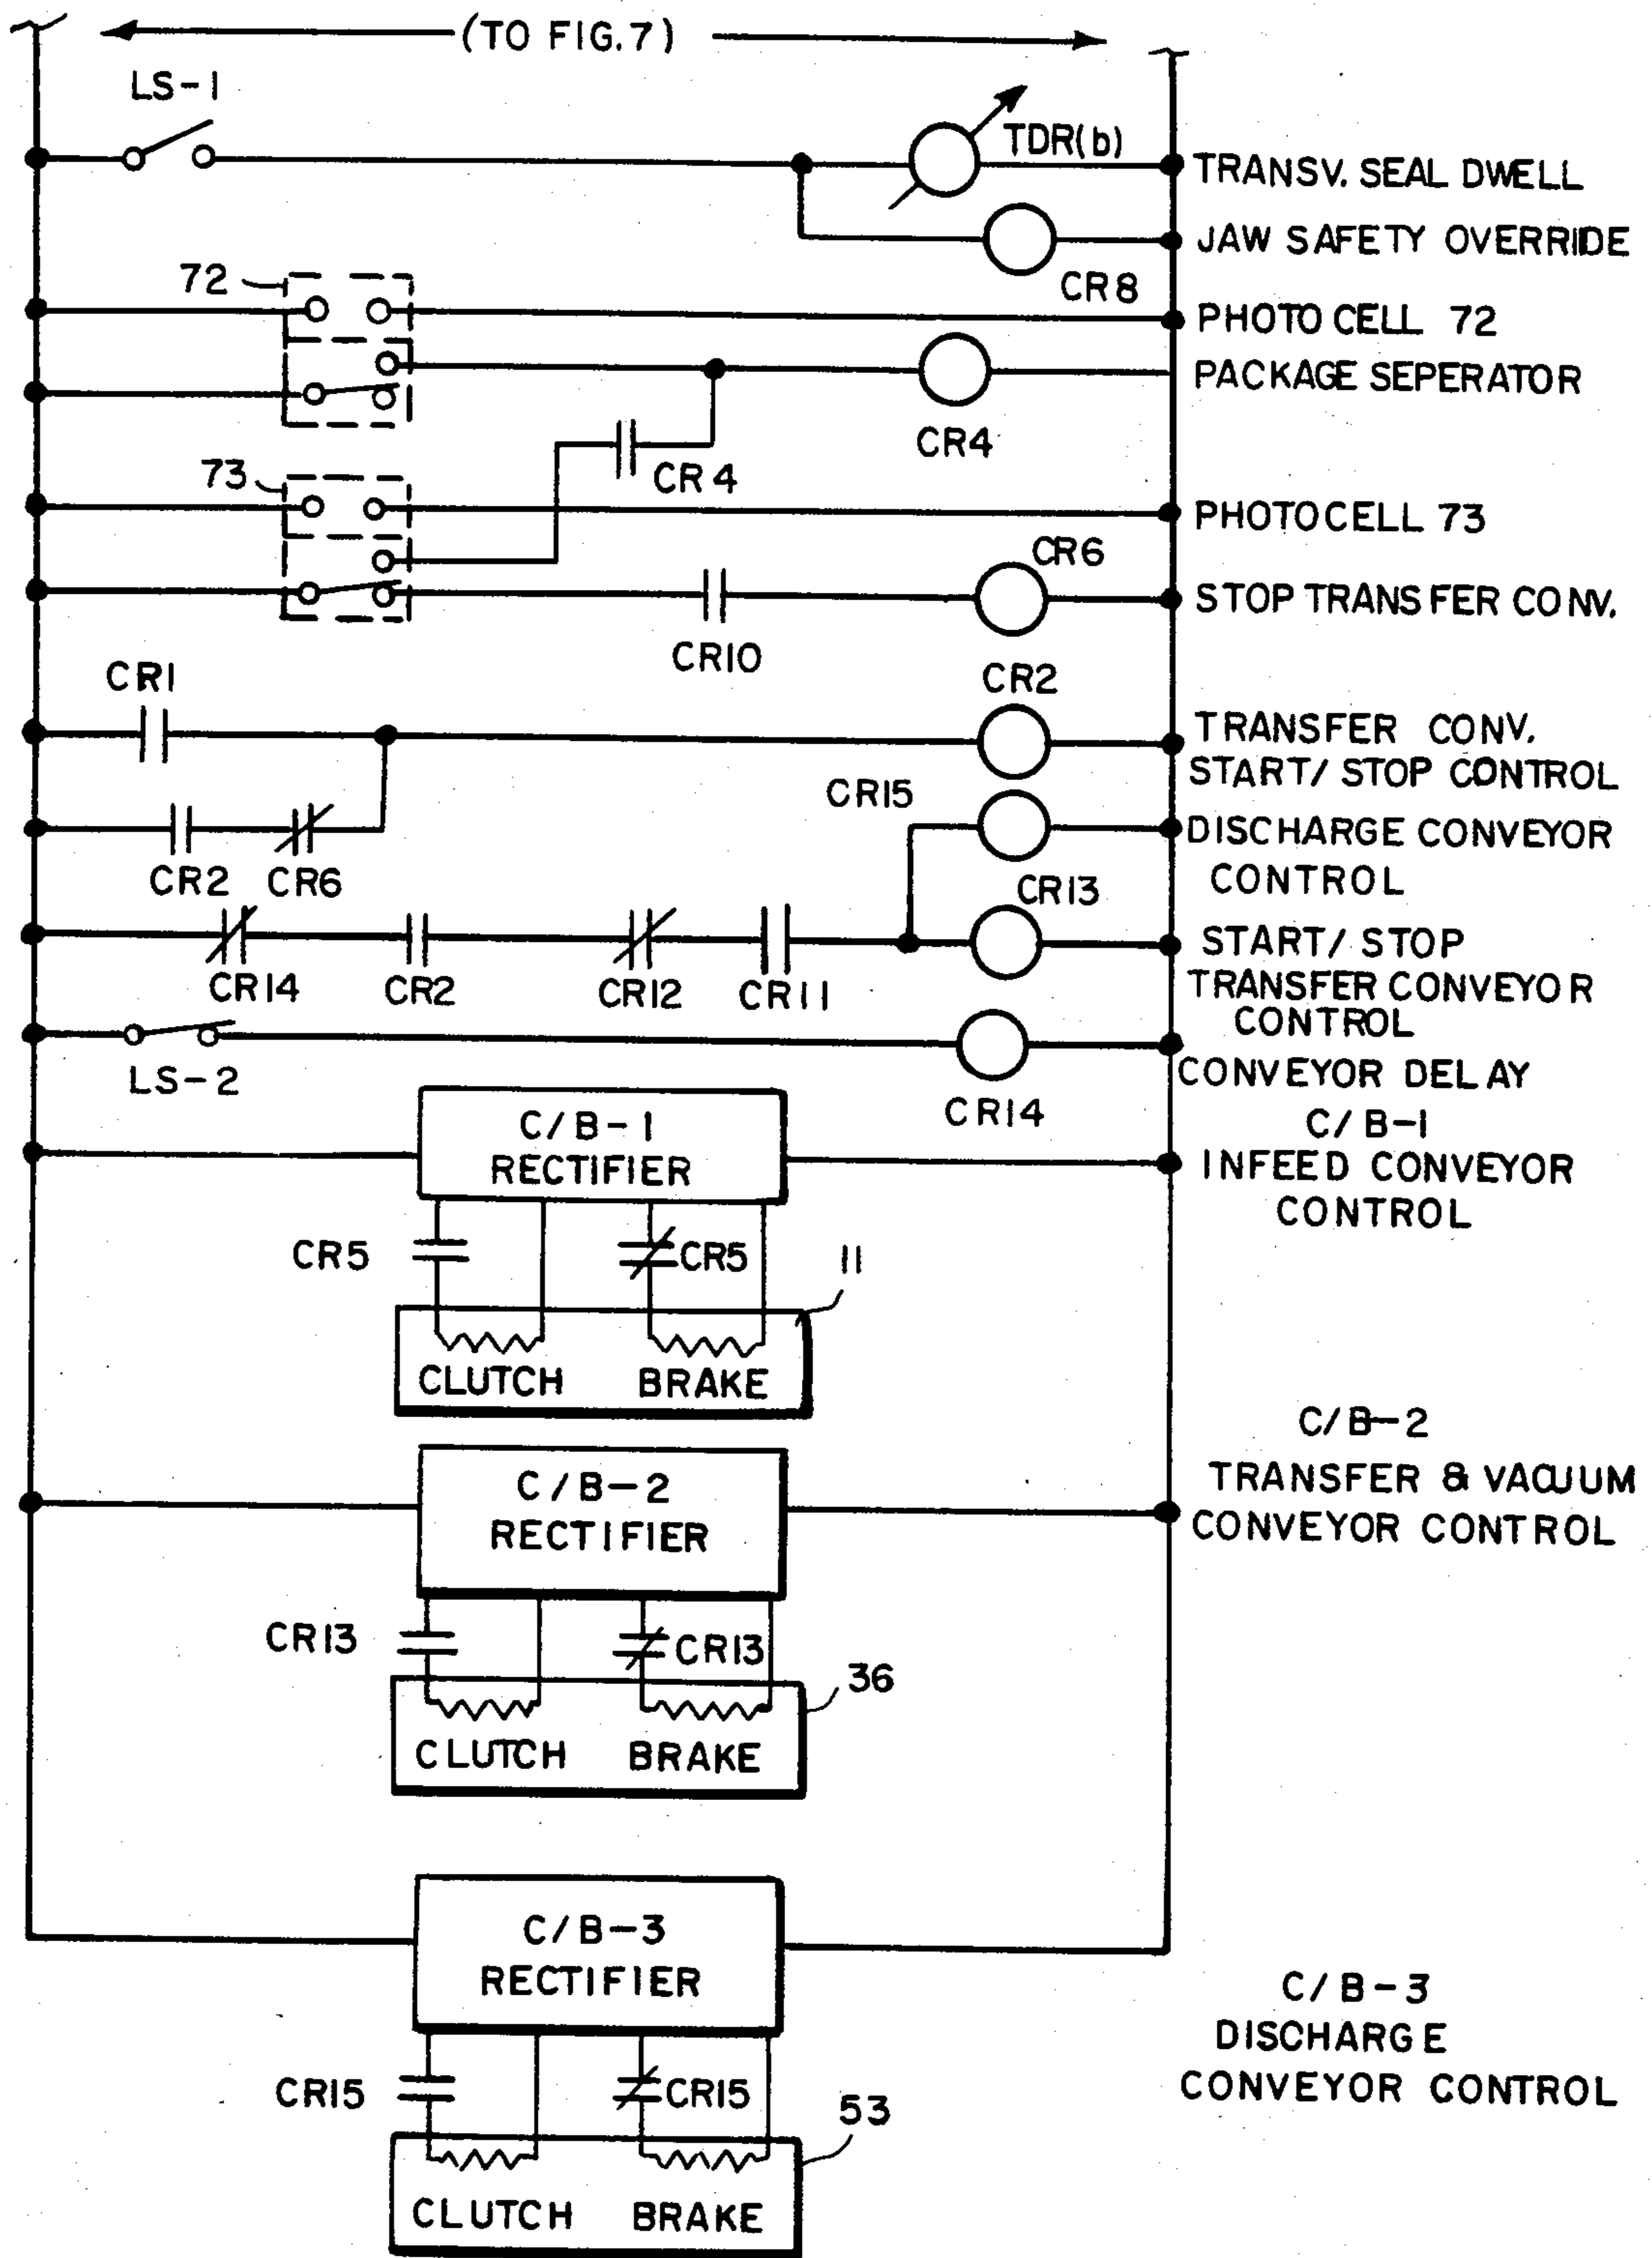 (TO FIG.7)
LS-1
TDR(b)
TRANSV. SEAL DWELL
JAW SAFETY OVERRIDE
CR8
72
PHOTO CELL 72
PACKAGE SEPERATOR
CR4
CR4
73
PHOTOCELL 73
CR6
STOP TRANSFER CONV.
CR10
CR1
CR2
TRANSFER CONV.
START/STOP CONTROL
CR15
DISCHARGE CONVEYOR
CONTROL
CR2 CR6
CR13
START/STOP
TRANSFER CONVEYOR
CONTROL
CR14 CR2 CR12 CR11
LS-2
CONVEYOR DELAY
CR14
C/B-1
RECTIFIER
C/B-1
INFEED CONVEYOR
CONTROL
CR5 CR5
11
CLUTCH BRAKE
C/B-2
RECTIFIER
C/B-2
TRANSFER & VACUUM
CONVEYOR CONTROL
CR13 CR13
36
CLUTCH BRAKE
C/B-3
RECTIFIER
C/B-3
DISCHARGE
CONVEYOR CONTROL
CR15 CR15
53
CLUTCH BRAKE